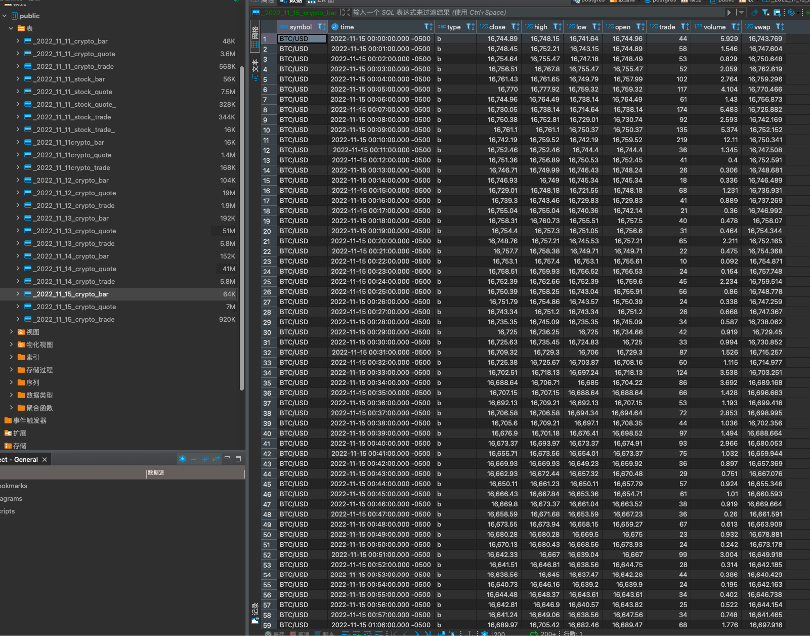 public
表
_2022_11_11_crypto_bar 48K
_2022_11_11_crypto_quote 3.6M
_2022_11_11_crypto_trade 568K
_2022_11_11_stock_bar 56K
_2022_11_11_stock_quote 7.5M
_2022_11_11_stock_quote_ 328K
_2022_11_11_stock_trade 344K
_2022_11_11_stock_trade_ 16K
_2022_11_11crypto_bar 16K
_2022_11_11crypto_quote 1.4M
_2022_11_11crypto_trade 168K
_2022_11_12_crypto_bar 104K
_2022_11_12_crypto_quote 19M
_2022_11_12_crypto_trade 1.9M
_2022_11_13_crypto_bar 192K
_2022_11_13_crypto_quote 51M
_2022_11_13_crypto_trade 5.8M
_2022_11_14_crypto_bar 152K
_2022_11_14_crypto_quote 41M
_2022_11_14_crypto_trade 5.8M
_2022_11_15_crypto_bar 64K
_2022_11_15_crypto_quote 7M
_2022_11_15_crypto_trade 920K
视图
物化视图
索引
存储过程
序列
数据类型
聚合函数
事件触发器
扩展
存储
ect - General
数据源
ookmarks
agrams
ripts
_2022_11_15_crypto_bar 输入一个 SQL 表达式来过滤结果 (使用 Ctrl+Space)
symbol time type close high low open trade volume vwap
1 BTC/USD 2022-11-15 00:00:00.000 -0500 b 16,744.89 16,748.15 16,741.64 16,744.96 44 5.929 16,743.769
2 BTC/USD 2022-11-15 00:01:00.000 -0500 b 16,748.45 16,752.21 16,743.15 16,744.89 58 1.546 16,747.604
3 BTC/USD 2022-11-15 00:02:00.000 -0500 b 16,754.64 16,755.47 16,747.18 16,748.49 53 0.829 16,750.648
4 BTC/USD 2022-11-15 00:03:00.000 -0500 b 16,756.51 16,767.8 16,755.47 16,755.47 52 2.059 16,762.619
5 BTC/USD 2022-11-15 00:04:00.000 -0500 b 16,761.43 16,761.65 16,749.79 16,757.99 102 2.764 16,759.296
6 BTC/USD 2022-11-15 00:05:00.000 -0500 b 16,770 16,777.92 16,759.32 16,759.32 117 4.104 16,770.466
7 BTC/USD 2022-11-15 00:06:00.000 -0500 b 16,744.96 16,764.49 16,738.14 16,764.49 61 1.43 16,756.873
8 BTC/USD 2022-11-15 00:07:00.000 -0500 b 16,730.05 16,738.14 16,714.64 16,738.14 174 5.483 16,725.882
9 BTC/USD 2022-11-15 00:08:00.000 -0500 b 16,750.38 16,752.81 16,729.01 16,730.74 92 2.593 16,742.169
10 BTC/USD 2022-11-15 00:09:00.000 -0500 b 16,761.1 16,761.1 16,750.37 16,750.37 135 5.374 16,752.152
11 BTC/USD 2022-11-15 00:10:00.000 -0500 b 16,742.19 16,759.52 16,742.19 16,759.52 219 12.11 16,750.341
12 BTC/USD 2022-11-15 00:11:00.000 -0500 b 16,752.46 16,752.46 16,744.4 16,744.4 36 1.345 16,747.508
13 BTC/USD 2022-11-15 00:12:00.000 -0500 b 16,751.36 16,756.89 16,750.53 16,752.45 41 0.4 16,752.591
14 BTC/USD 2022-11-15 00:13:00.000 -0500 b 16,746.71 16,749.99 16,746.43 16,748.24 26 0.306 16,748.681
15 BTC/USD 2022-11-15 00:14:00.000 -0500 b 16,746.93 16,749 16,745.34 16,745.34 18 0.336 16,746.489
16 BTC/USD 2022-11-15 00:15:00.000 -0500 b 16,729.01 16,748.18 16,721.55 16,748.18 68 1.231 16,735.931
17 BTC/USD 2022-11-15 00:16:00.000 -0500 b 16,739.3 16,743.46 16,729.83 16,729.83 41 0.889 16,737.269
18 BTC/USD 2022-11-15 00:17:00.000 -0500 b 16,755.04 16,755.04 16,740.36 16,742.14 21 0.36 16,746.992
19 BTC/USD 2022-11-15 00:18:00.000 -0500 b 16,758.31 16,760.73 16,755.51 16,757.5 40 0.478 16,758.07
20 BTC/USD 2022-11-15 00:19:00.000 -0500 b 16,754.4 16,757.3 16,751.05 16,756.6 31 0.464 16,754.344
21 BTC/USD 2022-11-15 00:20:00.000 -0500 b 16,748.76 16,757.21 16,745.53 16,757.21 65 2.211 16,752.165
22 BTC/USD 2022-11-15 00:21:00.000 -0500 b 16,757.7 16,758.36 16,749.71 16,749.71 22 0.475 16,754.368
23 BTC/USD 2022-11-15 00:22:00.000 -0500 b 16,753.1 16,757.4 16,753.1 16,755.61 10 0.092 16,754.871
24 BTC/USD 2022-11-15 00:23:00.000 -0500 b 16,758.51 16,759.93 16,756.52 16,756.53 24 0.164 16,757.748
25 BTC/USD 2022-11-15 00:24:00.000 -0500 b 16,752.39 16,762.66 16,752.39 16,759.6 45 2.234 16,759.514
26 BTC/USD 2022-11-15 00:25:00.000 -0500 b 16,750.39 16,758.25 16,743.04 16,755.91 56 0.86 16,748.778
27 BTC/USD 2022-11-15 00:26:00.000 -0500 b 16,751.79 16,754.86 16,743.57 16,750.39 24 0.338 16,747.259
28 BTC/USD 2022-11-15 00:27:00.000 -0500 b 16,743.34 16,751.2 16,743.34 16,751.2 26 0.668 16,747.367
29 BTC/USD 2022-11-15 00:28:00.000 -0500 b 16,735.35 16,745.09 16,735.35 16,745.09 34 0.587 16,738.062
30 BTC/USD 2022-11-15 00:29:00.000 -0500 b 16,725 16,736.25 16,725 16,734.66 42 0.919 16,729.45
31 BTC/USD 2022-11-15 00:30:00.000 -0500 b 16,725.63 16,735.45 16,724.83 16,725 33 0.994 16,730.852
32 BTC/USD 2022-11-15 00:31:00.000 -0500 b 16,709.32 16,729.3 16,706 16,729.3 87 1.526 16,715.257
33 BTC/USD 2022-11-15 00:32:00.000 -0500 b 16,725.38 16,725.67 16,703.87 16,708.16 60 1.115 16,714.977
34 BTC/USD 2022-11-15 00:33:00.000 -0500 b 16,702.51 16,718.13 16,697.24 16,718.13 124 3.538 16,703.251
35 BTC/USD 2022-11-15 00:34:00.000 -0500 b 16,688.64 16,706.71 16,685 16,704.22 86 3.692 16,689.168
36 BTC/USD 2022-11-15 00:35:00.000 -0500 b 16,707.15 16,707.15 16,688.64 16,688.64 66 1.428 16,696.663
37 BTC/USD 2022-11-15 00:36:00.000 -0500 b 16,692.13 16,709.21 16,692.13 16,707.15 53 1.193 16,699.416
38 BTC/USD 2022-11-15 00:37:00.000 -0500 b 16,706.58 16,706.58 16,694.34 16,694.64 72 2.853 16,698.995
39 BTC/USD 2022-11-15 00:38:00.000 -0500 b 16,705.6 16,709.21 16,697.1 16,708.35 44 1.036 16,702.356
40 BTC/USD 2022-11-15 00:39:00.000 -0500 b 16,676.9 16,701.18 16,676.41 16,698.52 97 1.494 16,688.664
41 BTC/USD 2022-11-15 00:40:00.000 -0500 b 16,673.37 16,693.97 16,673.37 16,674.91 93 2.966 16,680.053
42 BTC/USD 2022-11-15 00:41:00.000 -0500 b 16,655.71 16,673.56 16,654.01 16,673.37 75 1.032 16,659.944
43 BTC/USD 2022-11-15 00:42:00.000 -0500 b 16,669.93 16,669.93 16,649.23 16,659.92 36 0.897 16,657.369
44 BTC/USD 2022-11-15 00:43:00.000 -0500 b 16,662.93 16,672.44 16,657.32 16,670.48 29 0.751 16,667.076
45 BTC/USD 2022-11-15 00:44:00.000 -0500 b 16,650.11 16,661.23 16,650.11 16,657.79 57 0.924 16,655.346
46 BTC/USD 2022-11-15 00:45:00.000 -0500 b 16,666.43 16,667.84 16,653.36 16,654.71 61 1.01 16,660.593
47 BTC/USD 2022-11-15 00:46:00.000 -0500 b 16,669.8 16,673.37 16,661.04 16,663.52 38 0.919 16,669.664
48 BTC/USD 2022-11-15 00:47:00.000 -0500 b 16,658.59 16,671.68 16,653.59 16,667.23 36 0.26 16,661.591
49 BTC/USD 2022-11-15 00:48:00.000 -0500 b 16,673.55 16,673.94 16,658.15 16,659.27 67 0.613 16,663.909
50 BTC/USD 2022-11-15 00:49:00.000 -0500 b 16,680.28 16,680.28 16,669.5 16,675 23 0.932 16,678.881
51 BTC/USD 2022-11-15 00:50:00.000 -0500 b 16,670.13 16,680.43 16,668.56 16,673.93 24 0.242 16,673.178
52 BTC/USD 2022-11-15 00:51:00.000 -0500 b 16,642.33 16,667 16,639.04 16,667 99 3.004 16,649.918
53 BTC/USD 2022-11-15 00:52:00.000 -0500 b 16,641.51 16,646.81 16,638.56 16,644.75 28 0.314 16,642.185
54 BTC/USD 2022-11-15 00:53:00.000 -0500 b 16,638.56 16,645 16,637.47 16,642.28 44 0.386 16,640.429
55 BTC/USD 2022-11-15 00:54:00.000 -0500 b 16,640.73 16,646.16 16,639.2 16,639.9 24 0.195 16,642.163
56 BTC/USD 2022-11-15 00:55:00.000 -0500 b 16,644.48 16,648.37 16,643.61 16,643.61 34 0.402 16,646.738
57 BTC/USD 2022-11-15 00:56:00.000 -0500 b 16,642.81 16,646.9 16,640.57 16,643.82 25 0.522 16,644.154
58 BTC/USD 2022-11-15 00:57:00.000 -0500 b 16,641.24 16,649.06 16,638.56 16,647.56 34 0.746 16,641.465
59 BTC/USD 2022-11-15 01:06:00.000 -0500 b 16,689.97 16,705.42 16,682.46 16,689.47 68 1.776 16,697.916
200